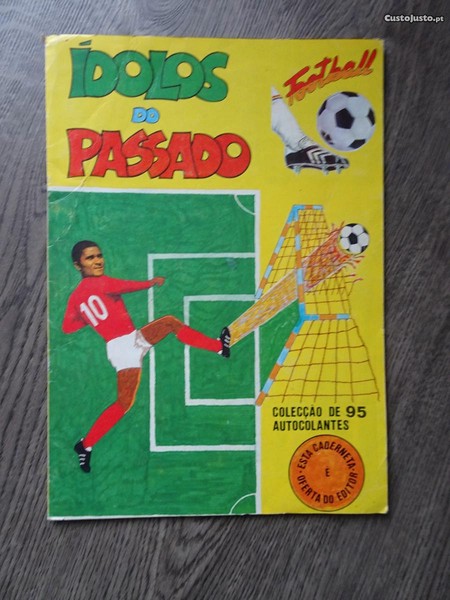 CustoJusto.pt
ÍDOLOS
DO
PASSADO
Football
10
COLECÇÃO DE 95
AUTOCOLANTES
• ESTA CADERNETA •
É
OFERTA DO EDITOR